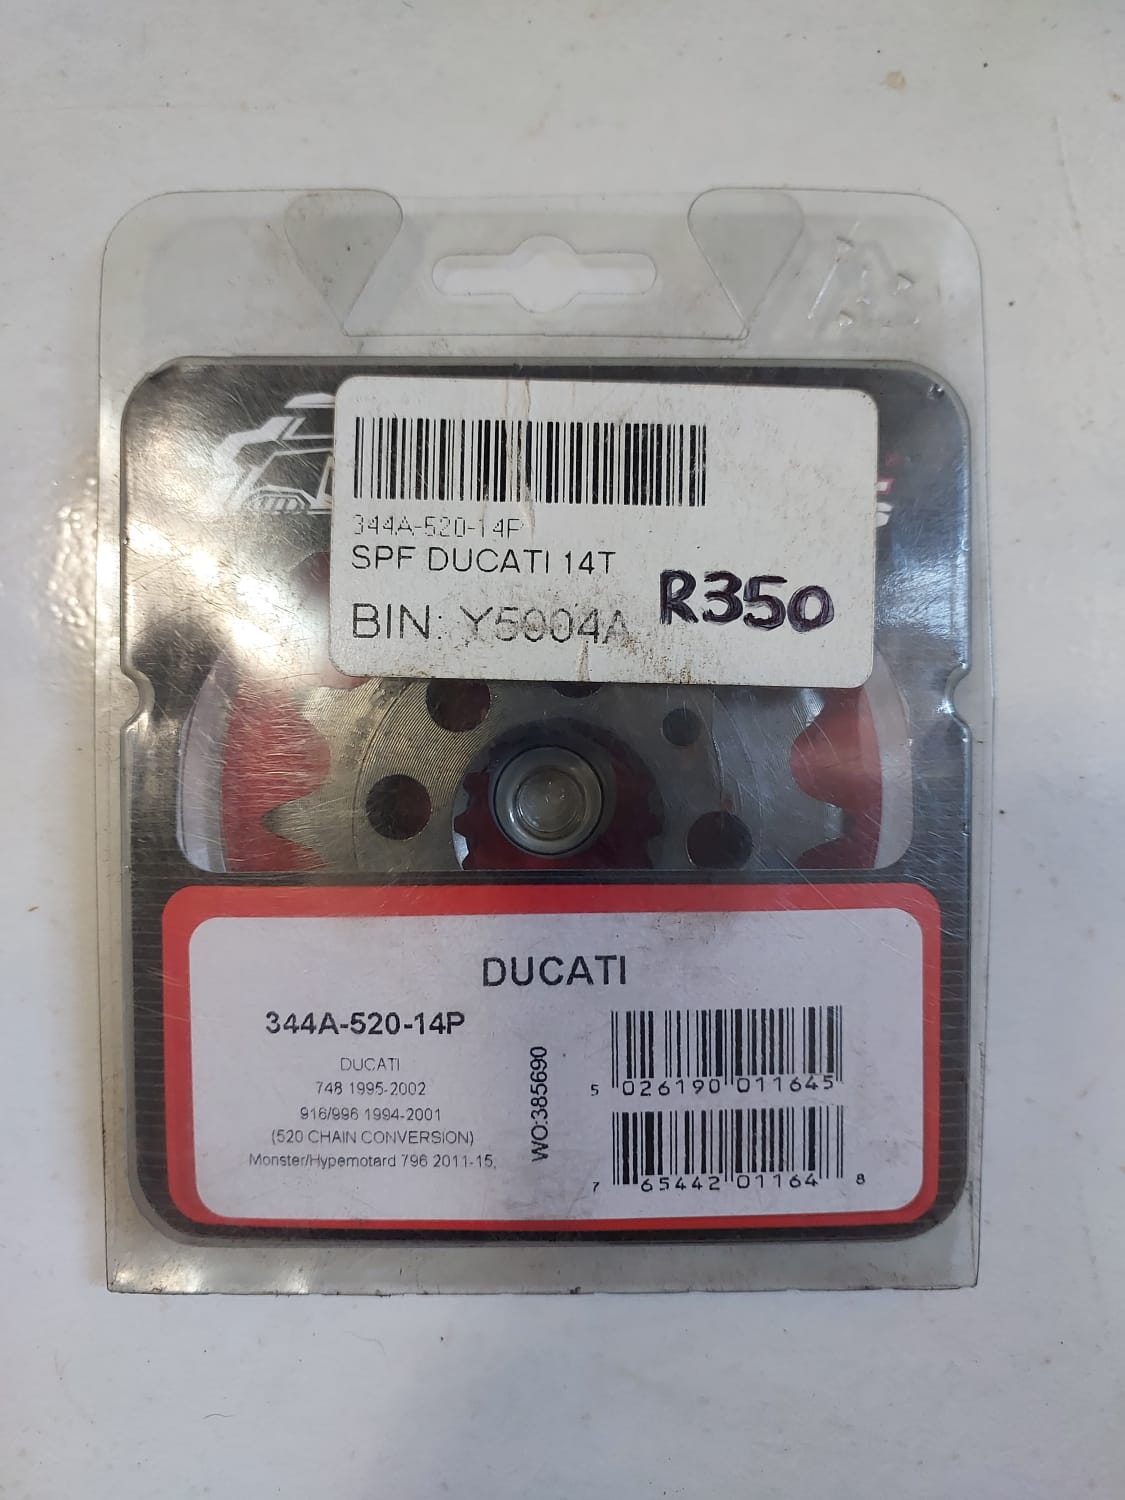 344A-520-14P
SPF DUCATI 14T
R350
BIN: Y5004A
DUCATI
344A-520-14P
DUCATI
748 1995-2002
916/996 1994-2001
(520 CHAIN CONVERSION)
Monster/Hypermotard 796 2011-15,
WO:385690
5 026190 011645
7 65442 01164 8